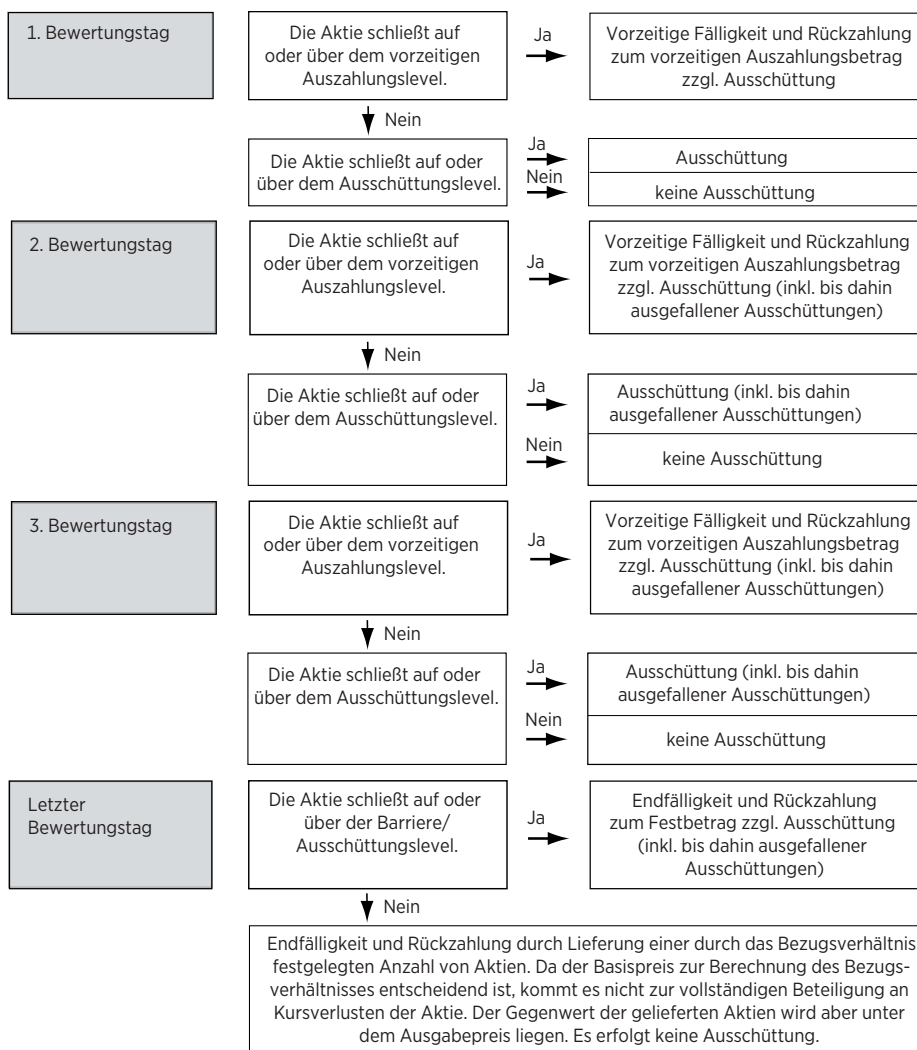 1. Bewertungstag
Die Aktie schließt auf
oder über dem vorzeitigen
Auszahlungslevel.
Ja
Vorzeitige Fälligkeit und Rückzahlung
zum vorzeitigen Auszahlungsbetrag
zzgl. Ausschüttung
Nein
Die Aktie schließt auf oder
über dem Ausschüttungslevel.
Ja
Ausschüttung
Nein
keine Ausschüttung
2. Bewertungstag
Die Aktie schließt auf
oder über dem vorzeitigen
Auszahlungslevel.
Ja
Vorzeitige Fälligkeit und Rückzahlung
zum vorzeitigen Auszahlungsbetrag
zzgl. Ausschüttung (inkl. bis dahin
ausgefallener Ausschüttungen)
Nein
Die Aktie schließt auf oder
über dem Ausschüttungslevel.
Ja
Ausschüttung (inkl. bis dahin
ausgefallener Ausschüttungen)
Nein
keine Ausschüttung
3. Bewertungstag
Die Aktie schließt auf
oder über dem vorzeitigen
Auszahlungslevel.
Ja
Vorzeitige Fälligkeit und Rückzahlung
zum vorzeitigen Auszahlungsbetrag
zzgl. Ausschüttung (inkl. bis dahin
ausgefallener Ausschüttungen)
Nein
Die Aktie schließt auf oder
über dem Ausschüttungslevel.
Ja
Ausschüttung (inkl. bis dahin
ausgefallener Ausschüttungen)
Nein
keine Ausschüttung
Letzter
Bewertungstag
Die Aktie schließt auf oder
über der Barriere/
Ausschüttungslevel.
Ja
Endfälligkeit und Rückzahlung
zum Festbetrag zzgl. Ausschüttung
(inkl. bis dahin ausgefallener
Ausschüttungen)
Nein
Endfälligkeit und Rückzahlung durch Lieferung einer durch das Bezugsverhältnis
festgelegten Anzahl von Aktien. Da der Basispreis zur Berechnung des Bezugs-
verhältnisses entscheidend ist, kommt es nicht zur vollständigen Beteiligung an
Kursverlusten der Aktie. Der Gegenwert der gelieferten Aktien wird aber unter
dem Ausgabepreis liegen. Es erfolgt keine Ausschüttung.